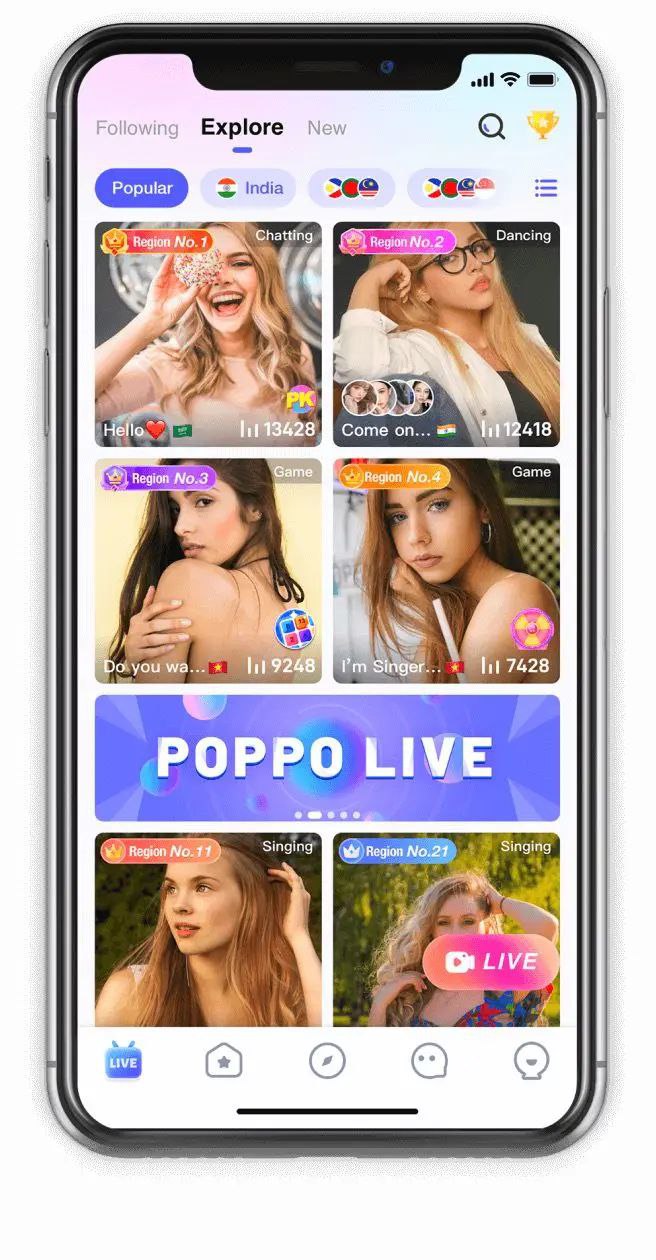 Following Explore New
Popular India
Region No.1 Chatting
Region No.2 Dancing
PK
Hello 13428
Come on... 12418
Region No.3 Game
Region No.4 Game
Do you wa... 9248
I'm Singer... 7428
POPPO LIVE
Region No.11 Singing
Region No.21 Singing
LIVE
LIVE